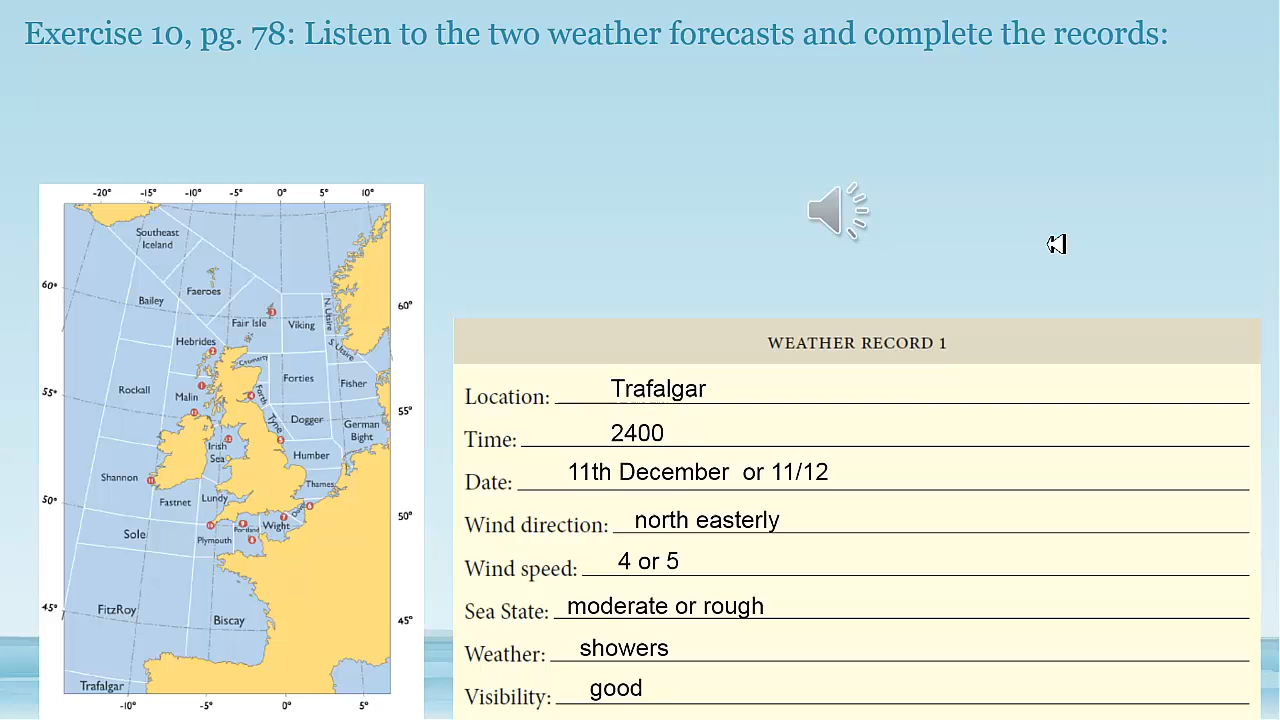 Exercise 10, pg. 78: Listen to the two weather forecasts and complete the records:
-20° -15° -10° -5° 0° 5° 10°
Southeast
Iceland
60°
Faeroes
Bailey
N. Utsire
60°
Fair Isle
Viking
Hebrides
S. Utsire
Cromarty
Rockall
Forties
Fisher
55°
Malin
Forth
55°
Tyne
Dogger
German
Bight
Irish
Sea
Humber
Shannon
Thames
50°
Fastnet
Lundy
Dover
50°
Sole
Portland
Wight
Plymouth
45°
FitzRoy
Biscay
45°
Trafalgar
-10° -5° 0° 5°
WEATHER RECORD 1
Location: Trafalgar
Time: 2400
Date: 11th December or 11/12
Wind direction: north easterly
Wind speed: 4 or 5
Sea State: moderate or rough
Weather: showers
Visibility: good